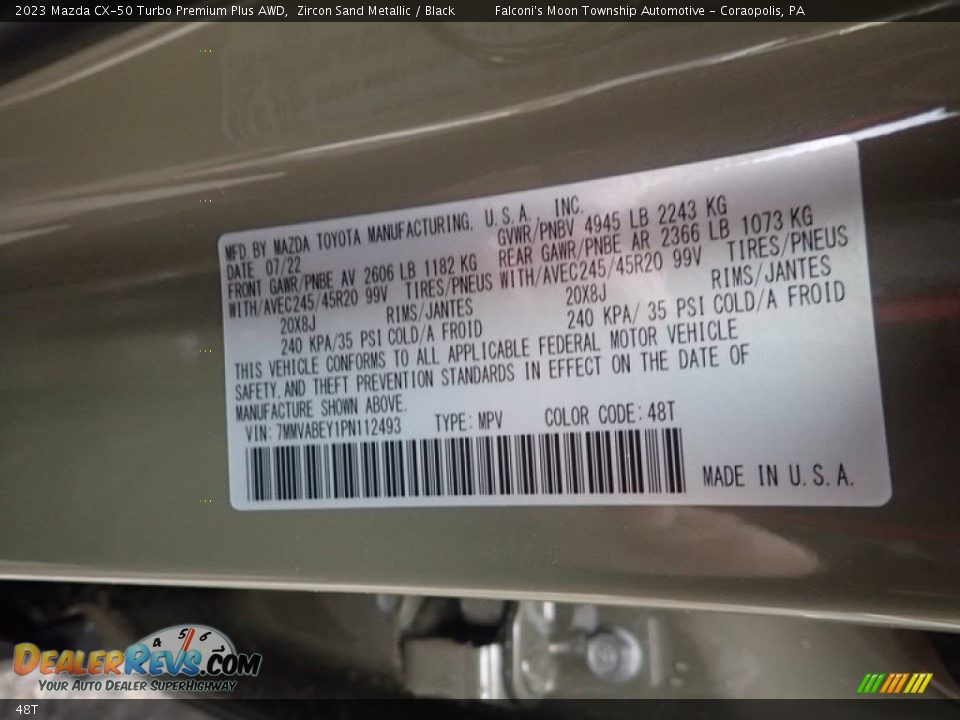 2023 Mazda CX-50 Turbo Premium Plus AWD, Zircon Sand Metallic / Black Falconi's Moon Township Automotive - Coraopolis, PA
MFD BY MAZDA TOYOTA MANUFACTURING, U.S.A., INC.
DATE 07/22 GVWR/PNBV 4945 LB 2243 KG
FRONT GAWR/PNBE AV 2606 LB 1182 KG REAR GAWR/PNBE AR 2366 LB 1073 KG
WITH/AVEC245/45R20 99V TIRES/PNEUS WITH/AVEC245/45R20 99V TIRES/PNEUS
20X8J RIMS/JANTES 20X8J RIMS/JANTES
240 KPA/35 PSI COLD/A FROID 240 KPA/ 35 PSI COLD/A FROID
THIS VEHICLE CONFORMS TO ALL APPLICABLE FEDERAL MOTOR VEHICLE
SAFETY, AND THEFT PREVENTION STANDARDS IN EFFECT ON THE DATE OF
MANUFACTURE SHOWN ABOVE.
VIN: 7MMVABEY1PN112493 TYPE: MPV COLOR CODE: 48T
MADE IN U.S.A.
4 5 6
DEALERREVS.COM
YOUR AUTO DEALER SUPERHIGHWAY
48T